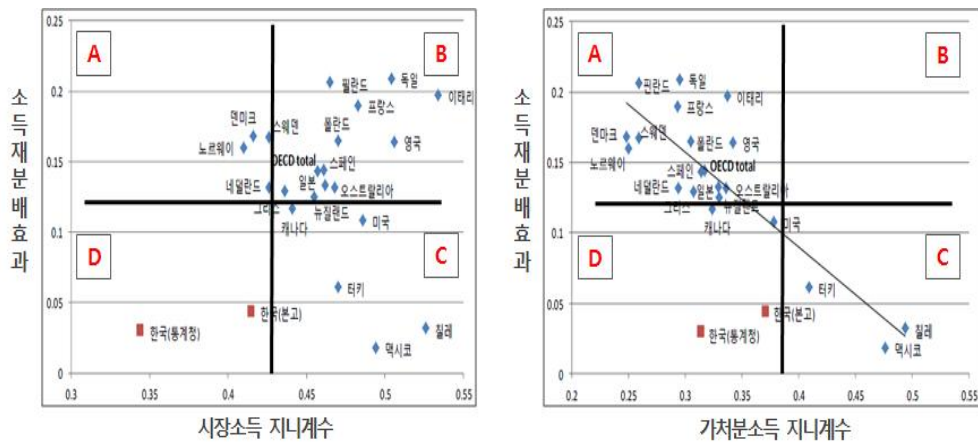 소득재분배효과
0.25
0.2
0.15
0.1
0.05
0
A
B
D
C
필란드
독일
이태리
프랑스
덴미크
스웨덴
노르웨이
폴란드
영국
OECD total
스페인
네덜란드
일본
오스트랄리아
그리스
뉴질랜드
캐나다
미국
터키
한국(본고)
한국(통계청)
칠레
맥시코
0.3
0.35
0.4
0.45
0.5
0.55
시장소득 지니계수
소득재분배효과
0.25
0.2
0.15
0.1
0.05
0
A
B
D
C
핀란드
독일
이태리
프랑스
덴마크
스웨덴
노르웨이
폴란드
영국
스페인
OECD total
네덜란드
일본
오스트랄리아
그리스
뉴질랜드
캐나다
미국
터키
한국(본고)
한국(통계청)
칠레
멕시코
0.2
0.25
0.3
0.35
0.4
0.45
0.5
0.55
가처분소득 지니계수